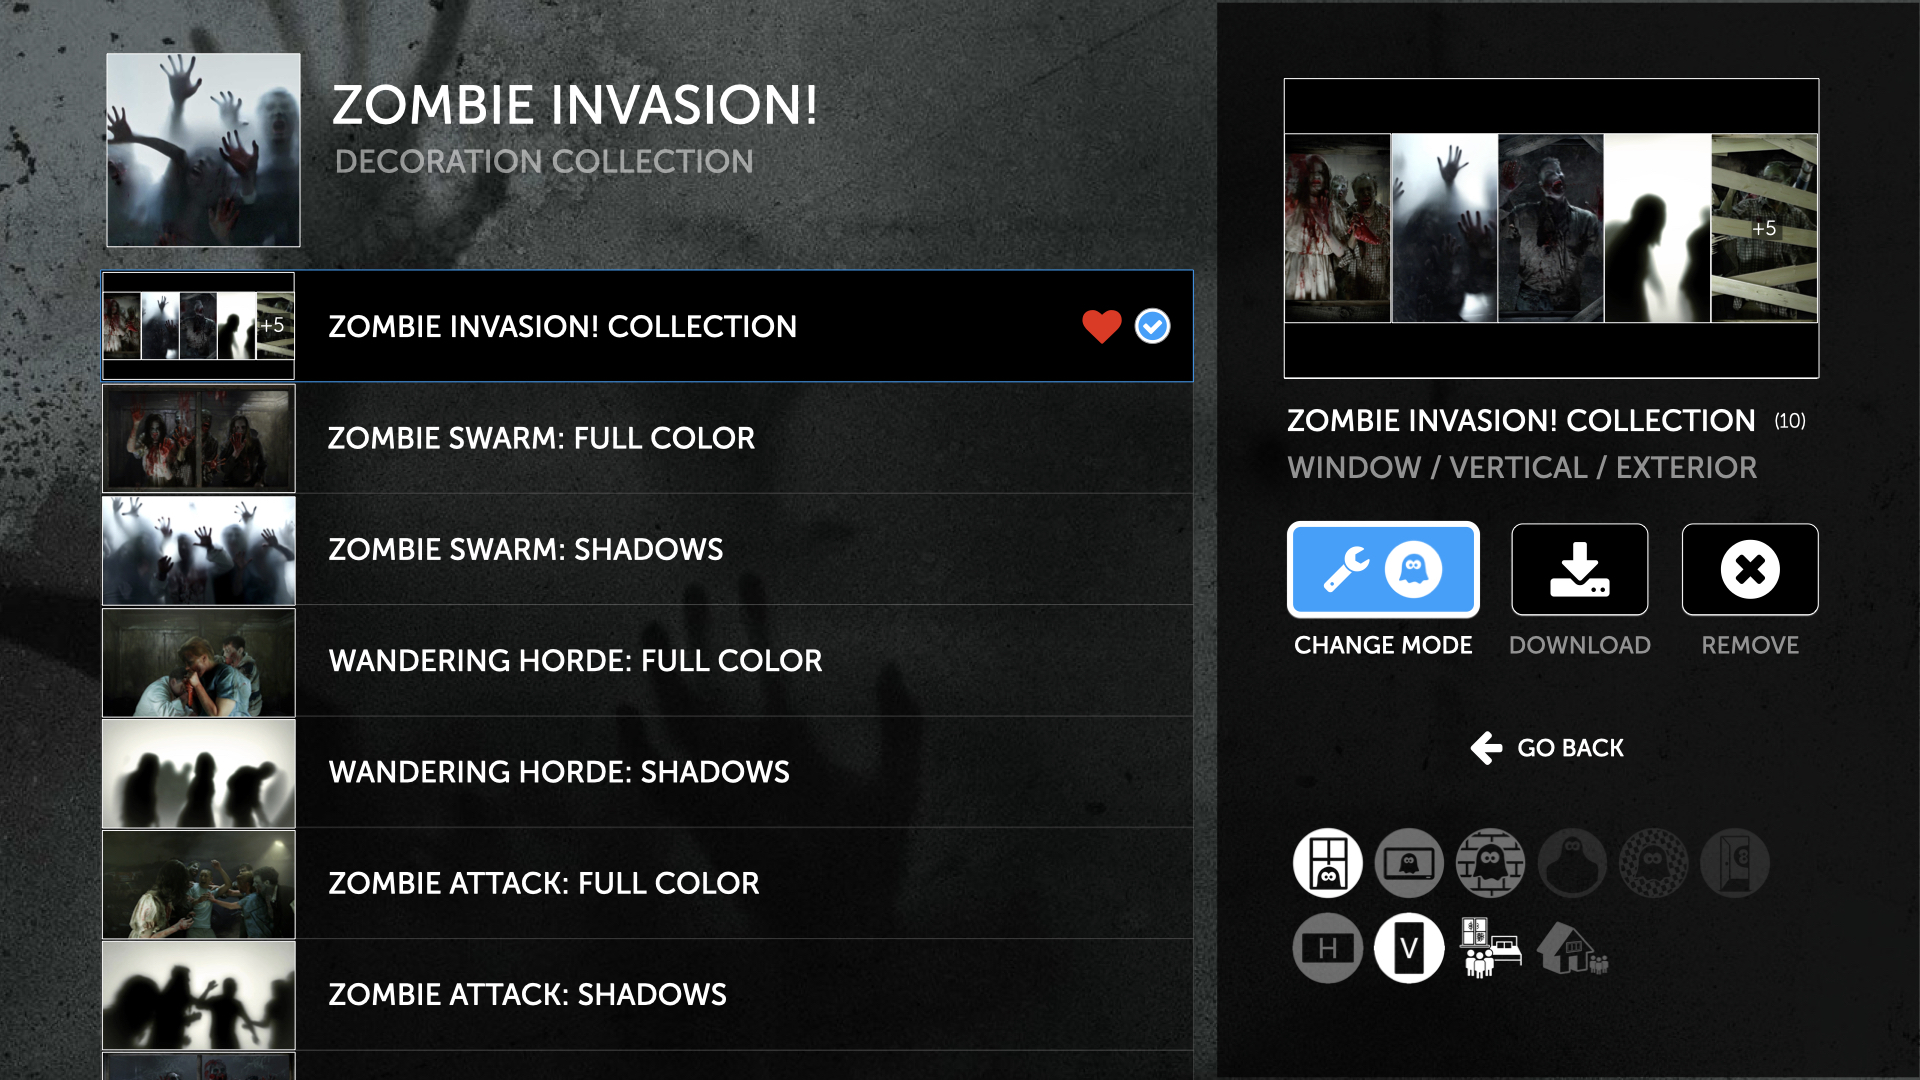 ZOMBIE INVASION!
DECORATION COLLECTION
+5
ZOMBIE INVASION! COLLECTION
ZOMBIE SWARM: FULL COLOR
ZOMBIE SWARM: SHADOWS
WANDERING HORDE: FULL COLOR
WANDERING HORDE: SHADOWS
ZOMBIE ATTACK: FULL COLOR
ZOMBIE ATTACK: SHADOWS
+5
ZOMBIE INVASION! COLLECTION (10)
WINDOW / VERTICAL / EXTERIOR
CHANGE MODE
DOWNLOAD
REMOVE
GO BACK
H
V